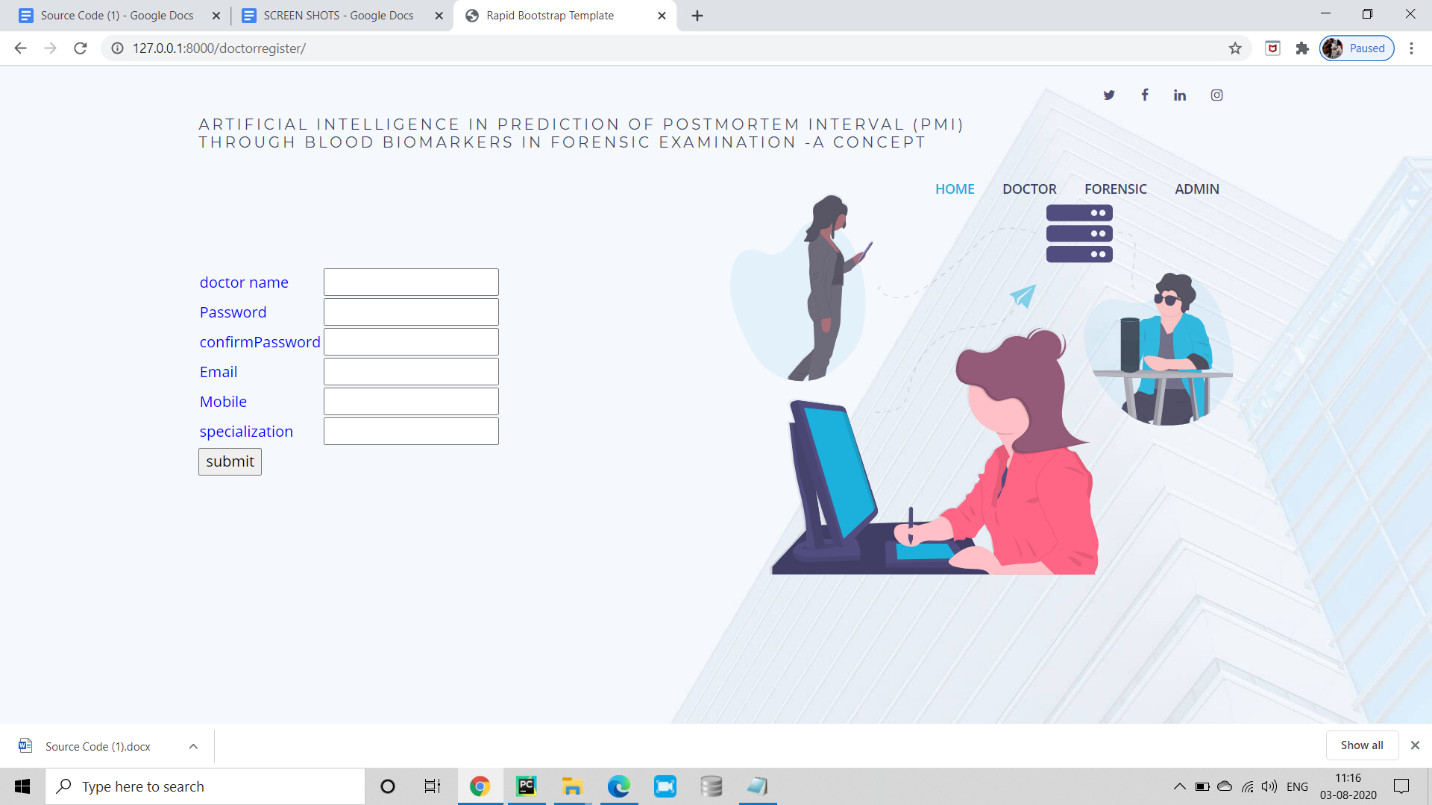 Source Code (1) - Google Docs
SCREEN SHOTS - Google Docs
Rapid Bootstrap Template
127.0.0.1:8000/doctorregister/
Paused
ARTIFICIAL INTELLIGENCE IN PREDICTION OF POSTMORTEM INTERVAL (PMI)
THROUGH BLOOD BIOMARKERS IN FORENSIC EXAMINATION -A CONCEPT
HOME DOCTOR FORENSIC ADMIN
doctor name
Password
confirmPassword
Email
Mobile
specialization
submit
Source Code (1).docx
Show all
Type here to search
PC
ENG
11:16
03-08-2020